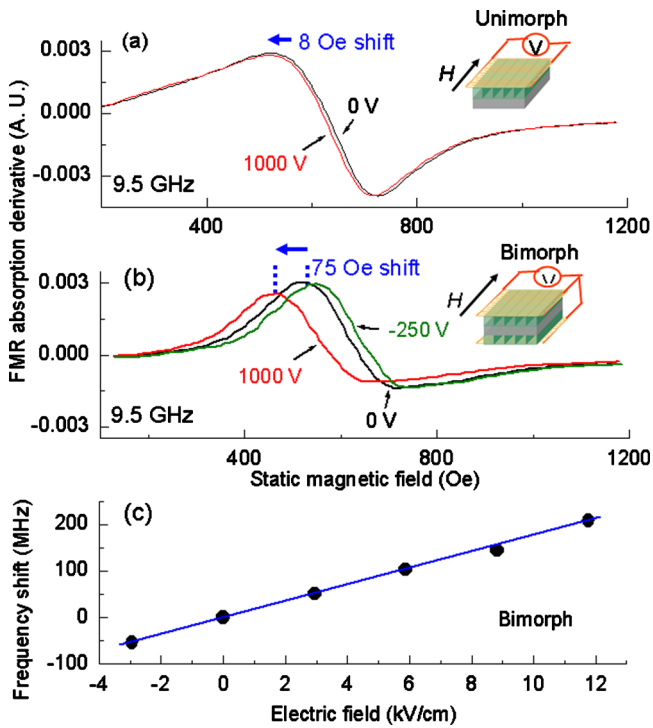 (a)
Unimorph
8 Oe shift
V
H
0 V
1000 V
9.5 GHz
0.003
0.000
-0.003
400
800
1200
FMR absorption derivative (A. U.)
(b)
Bimorph
75 Oe shift
V
H
-250 V
1000 V
0 V
9.5 GHz
0.003
0.000
-0.003
400
800
1200
Static magnetic field (Oe)
(c)
Bimorph
200
100
0
-100
Frequency shift (MHz)
-4
-2
0
2
4
6
8
10
12
Electric field (kV/cm)